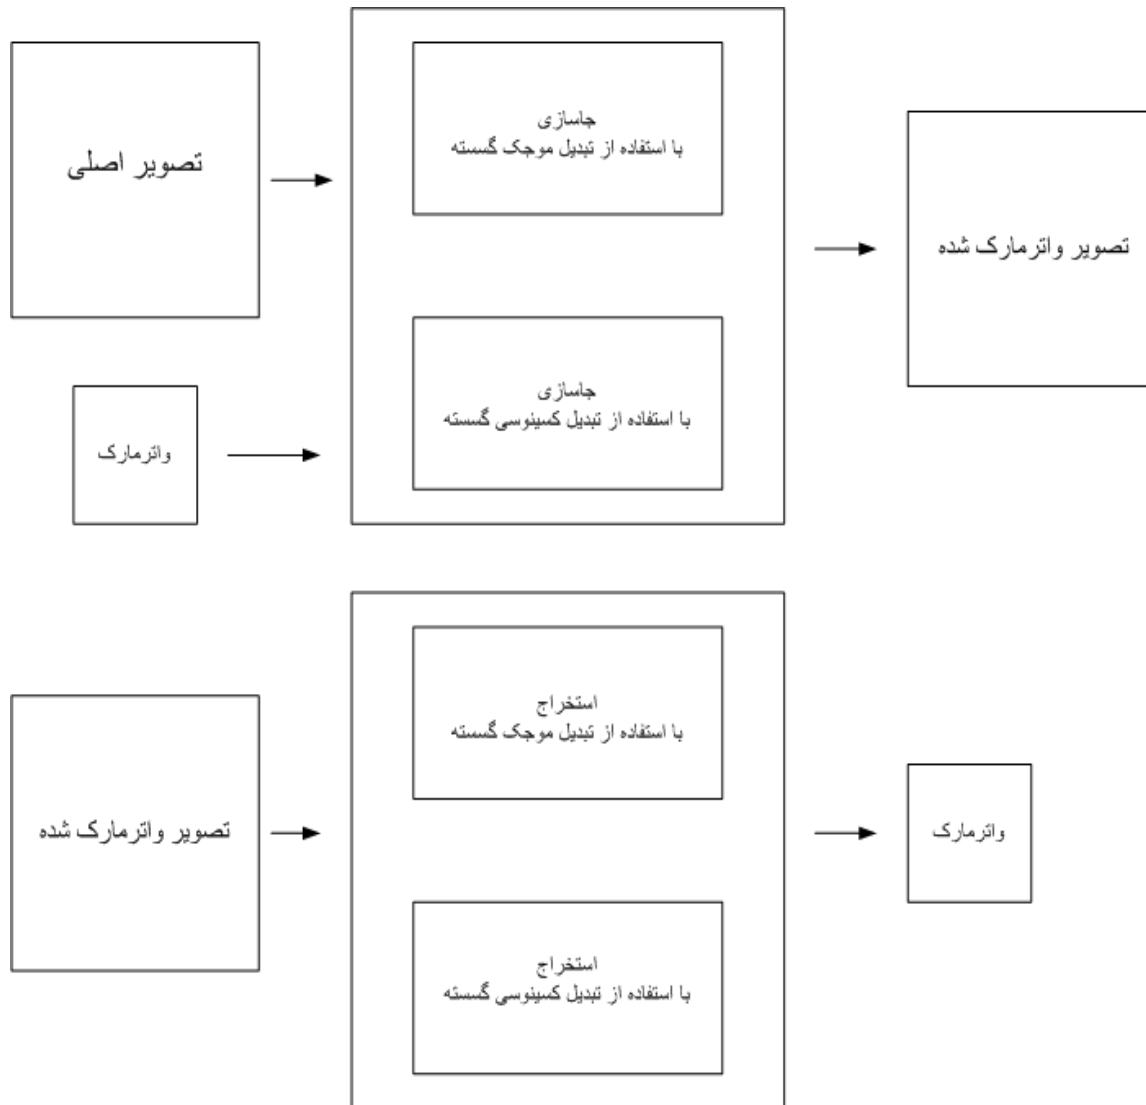 تصویر اصلی
جاسازی
با استفاده از تبدیل موجک گسسته
تصویر واترمارک شده
جاسازی
با استفاده از تبدیل کسینوسی گسسته
واترمارک
استخراج
با استفاده از تبدیل موجک گسسته
تصویر واترمارک شده
واترمارک
استخراج
با استفاده از تبدیل کسینوسی گسسته